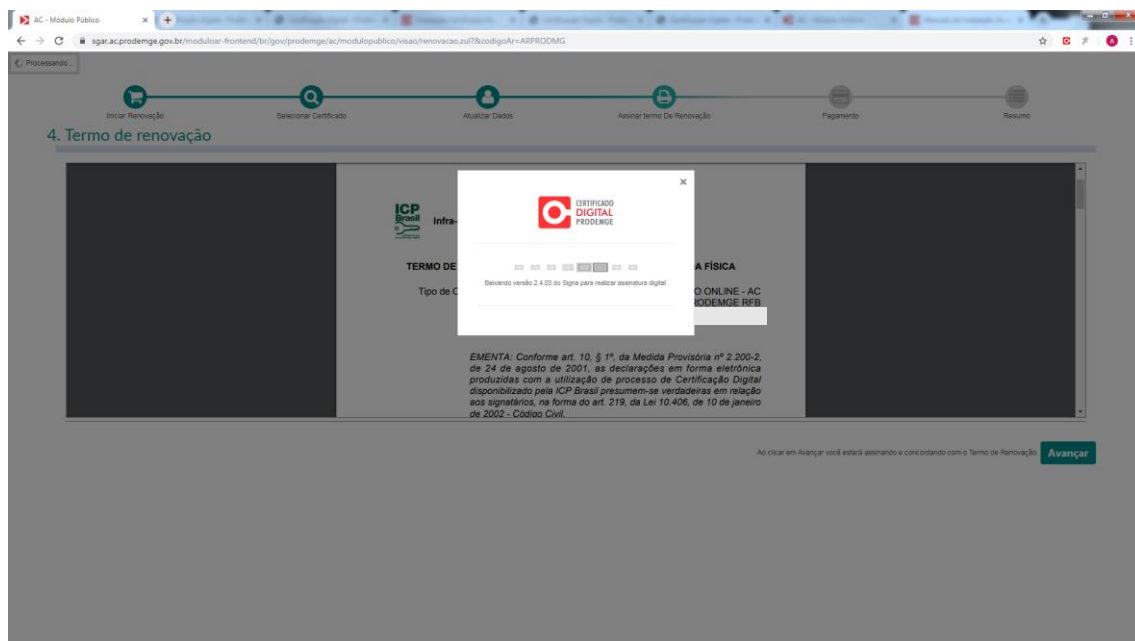 AC - Módulo Público
sgar.ac.prodemge.gov.br/moduloar-frontend/br/gov/prodemge/ac/modulopublico/visao/renovacao.zul?&codigoAr=ARPRODMG
Processando...
Iniciar Renovação
Selecionar Certificado
Atualizar Dados
Assinar termo De Renovação
Pagamento
Resumo
4. Termo de renovação
ICP
Brasil
Infra-
CERTIFICADO
DIGITAL
PRODEMGE
TERMO DE
A FÍSICA
Baixando versão 2.4.03 do Signa para realizar assinatura digital.
Tipo de C
O ONLINE - AC
RODEMGE RFB
EMENTA: Conforme art. 10, § 1º, da Medida Provisória nº 2.200-2,
de 24 de agosto de 2001, as declarações em forma eletrônica
produzidas com a utilização de processo de Certificação Digital
disponibilizado pela ICP Brasil presumem-se verdadeiras em relação
aos signatários, na forma do art. 219, da Lei 10.406, de 10 de janeiro
de 2002 - Código Civil.
Ao clicar em Avançar você estará assinando e concordando com o Termo de Renovação.
Avançar